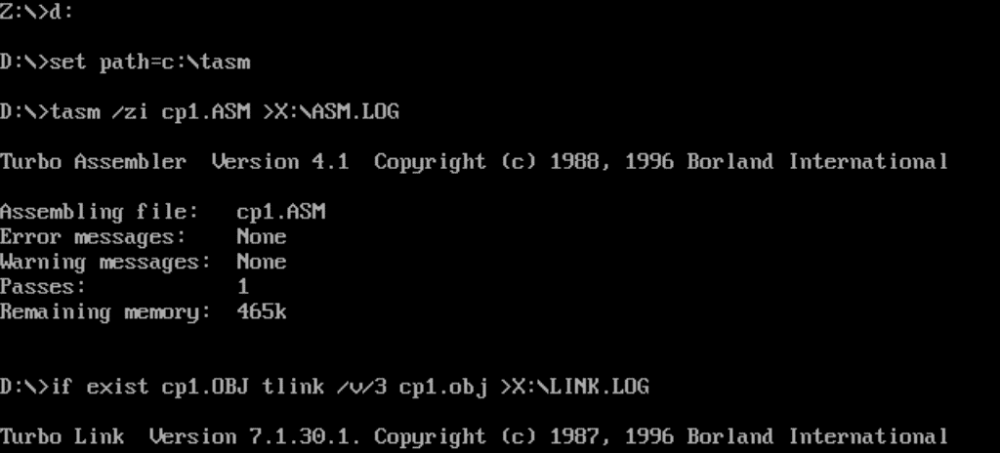 Z:\>d:
D:\>set path=c:\tasm
D:\>tasm /zi cp1.ASM >X:\ASM.LOG
Turbo Assembler  Version 4.1  Copyright (c) 1988, 1996 Borland International
Assembling file:   cp1.ASM
Error messages:    None
Warning messages:  None
Passes:            1
Remaining memory:  465k
D:\>if exist cp1.OBJ tlink /v/3 cp1.obj >X:\LINK.LOG
Turbo Link  Version 7.1.30.1. Copyright (c) 1987, 1996 Borland International